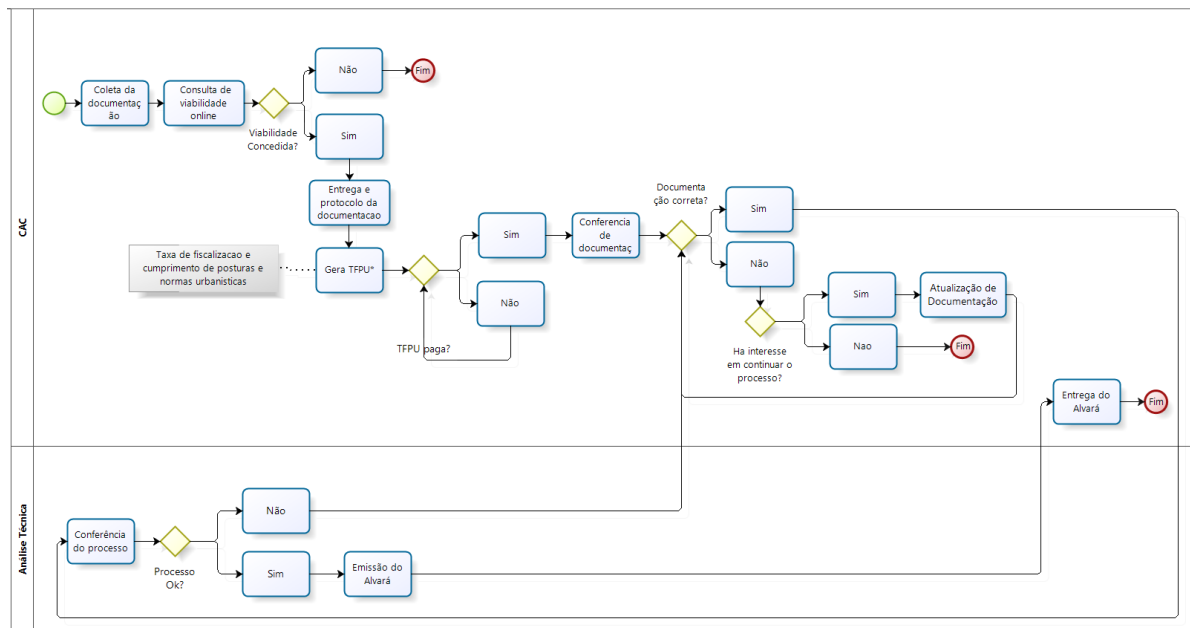 CAC
Coleta da
documentaç
ão
Consulta de
viabilidade
online
Viabilidade
Concedida?
Não
Fim
Sim
Entrega e
protocolo da
documentacao
Taxa de fiscalizacao e
cumprimento de posturas e
normas urbanisticas
Gera TFPU*
TFPU paga?
Sim
Não
Conferencia
de
documentaç
Documenta
ção correta?
Sim
Não
Ha interesse
em continuar o
processo?
Sim
Atualização de
Documentação
Nao
Fim
Entrega do
Alvará
Fim
Análise Técnica
Conferência
do processo
Processo
Ok?
Não
Sim
Emissão do
Alvará